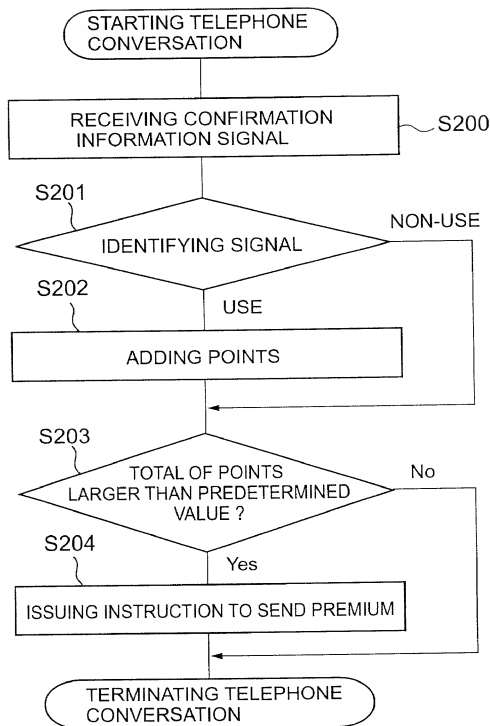 STARTING TELEPHONE
CONVERSATION
RECEIVING CONFIRMATION
INFORMATION SIGNAL
S200
S201
IDENTIFYING SIGNAL
NON-USE
S202
USE
ADDING POINTS
S203
TOTAL OF POINTS
LARGER THAN PREDETERMINED
VALUE ?
No
S204
Yes
ISSUING INSTRUCTION TO SEND PREMIUM
TERMINATING TELEPHONE
CONVERSATION